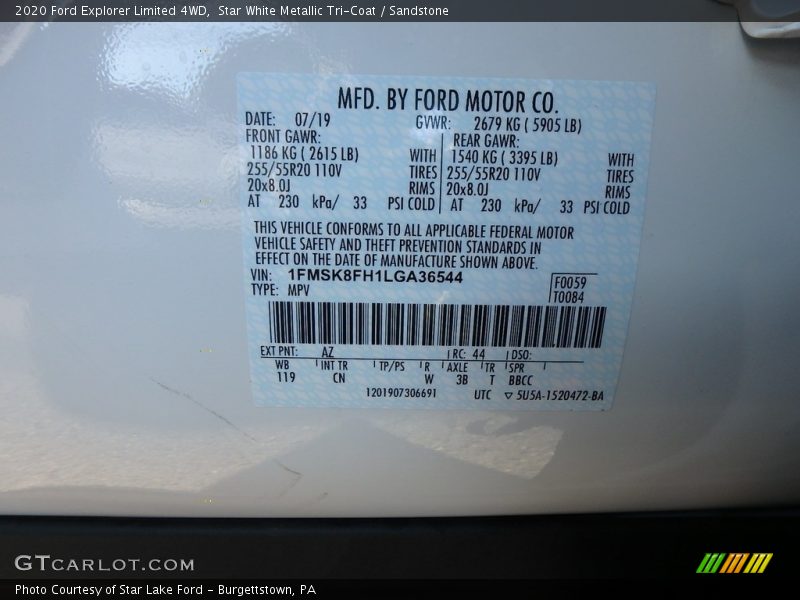 2020 Ford Explorer Limited 4WD, Star White Metallic Tri-Coat / Sandstone
MFD. BY FORD MOTOR CO.
DATE: 07/19 GVWR: 2679 KG ( 5905 LB)
FRONT GAWR: REAR GAWR:
1186 KG ( 2615 LB) WITH 1540 KG ( 3395 LB) WITH
255/55R20 110V TIRES 255/55R20 110V TIRES
20x8.0J RIMS 20x8.0J RIMS
AT 230 kPa/ 33 PSI COLD AT 230 kPa/ 33 PSI COLD
THIS VEHICLE CONFORMS TO ALL APPLICABLE FEDERAL MOTOR
VEHICLE SAFETY AND THEFT PREVENTION STANDARDS IN
EFFECT ON THE DATE OF MANUFACTURE SHOWN ABOVE.
VIN: 1FMSK8FH1LGA36544 F0059
TYPE: MPV T0084
EXT PNT: AZ RC: 44 DSO:
WB INT TR TP/PS R AXLE TR SPR
119 CN W 3B T BBCC
1201907306691 UTC ▽ 5U5A-1520472-BA
GTCARLOT.COM
Photo Courtesy of Star Lake Ford - Burgettstown, PA